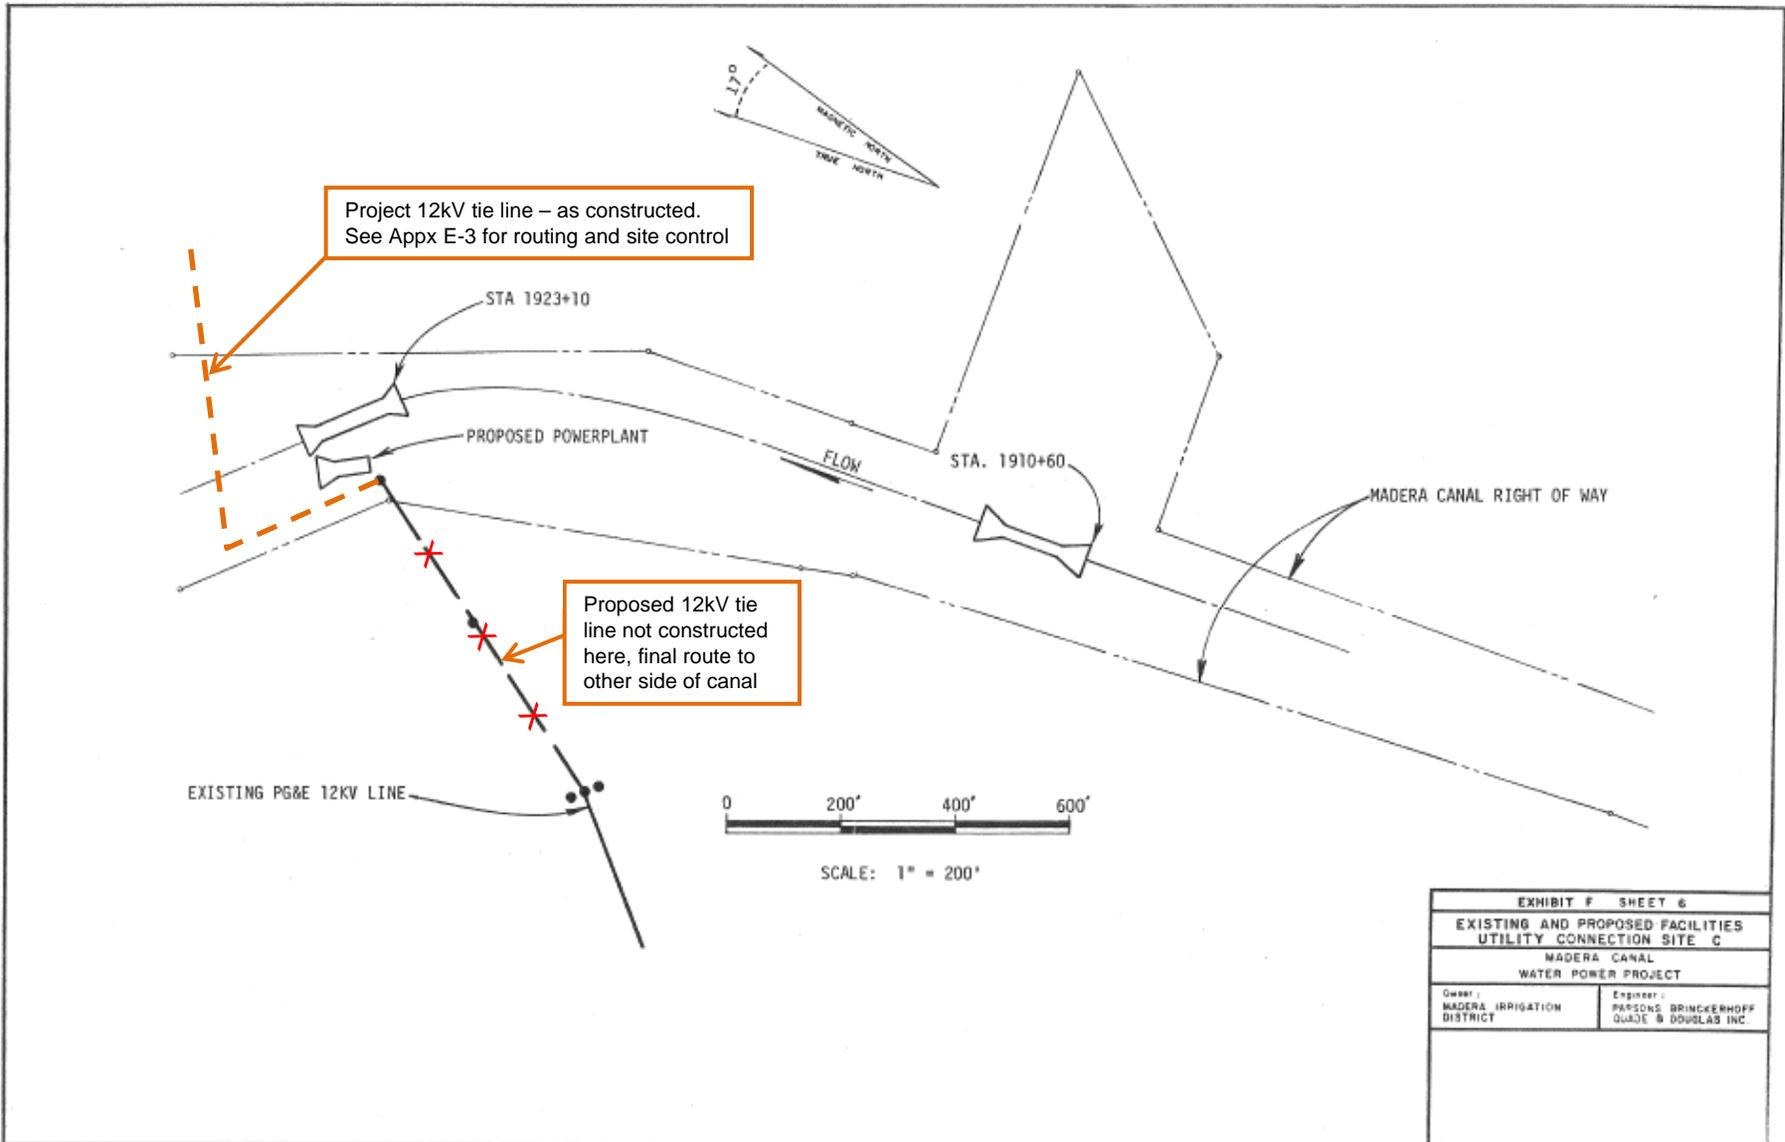 17°
MAGNETIC NORTH
TRUE NORTH
Project 12kV tie line – as constructed.
See Appx E-3 for routing and site control
STA 1923+10
PROPOSED POWERPLANT
FLOW
STA. 1910+60
MADERA CANAL RIGHT OF WAY
Proposed 12kV tie
line not constructed
here, final route to
other side of canal
EXISTING PG&E 12KV LINE
0 200' 400' 600'
SCALE: 1" = 200'
EXHIBIT F SHEET 6
EXISTING AND PROPOSED FACILITIES
UTILITY CONNECTION SITE C
MADERA CANAL
WATER POWER PROJECT
Owner:
MADERA IRRIGATION
DISTRICT
Engineer:
PARSONS BRINCKERHOFF
QUADE & DOUGLAS INC.